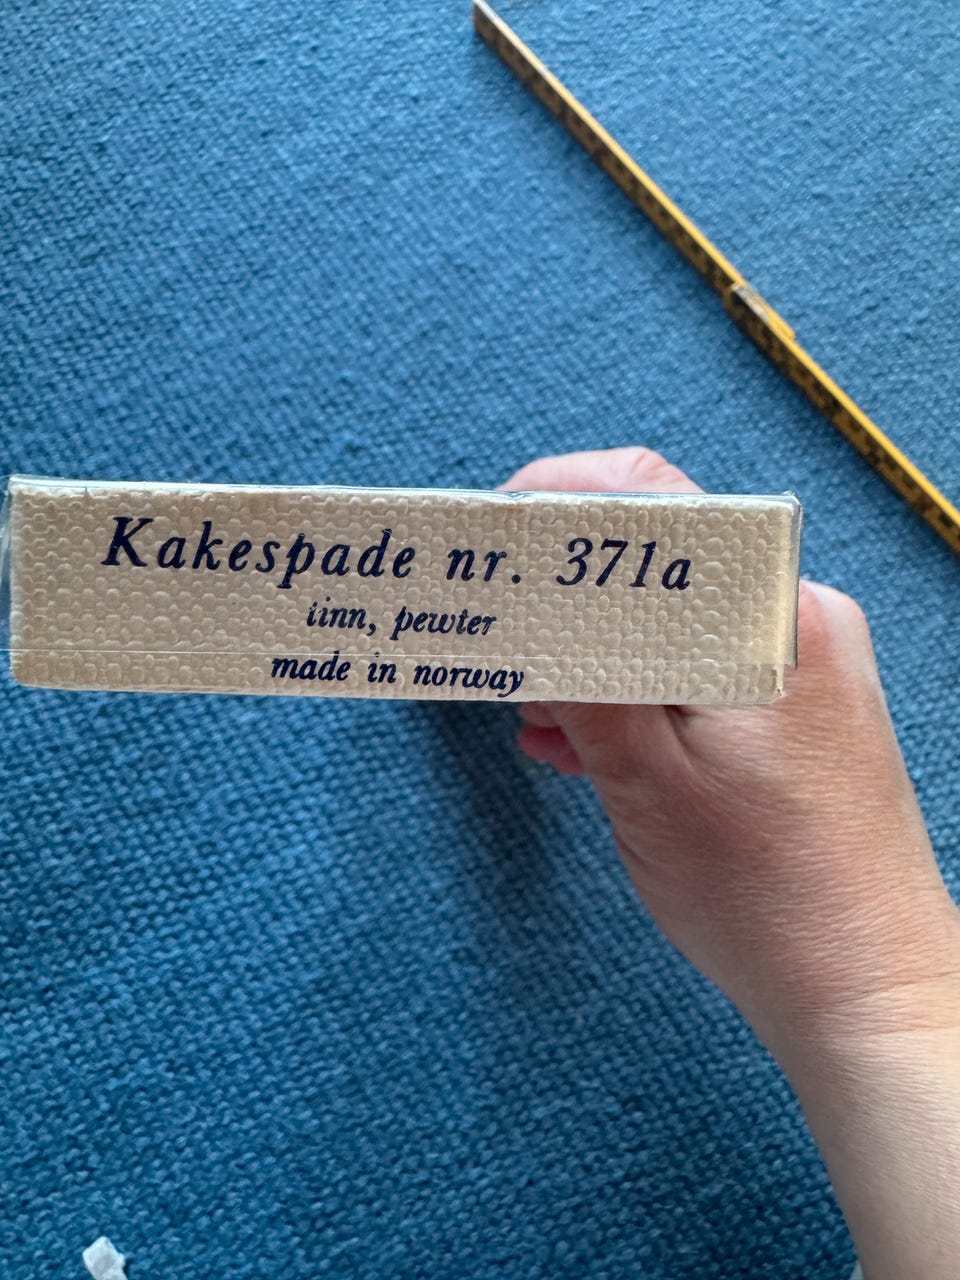 Kakespade nr. 371a
tinn, pewter
made in norway